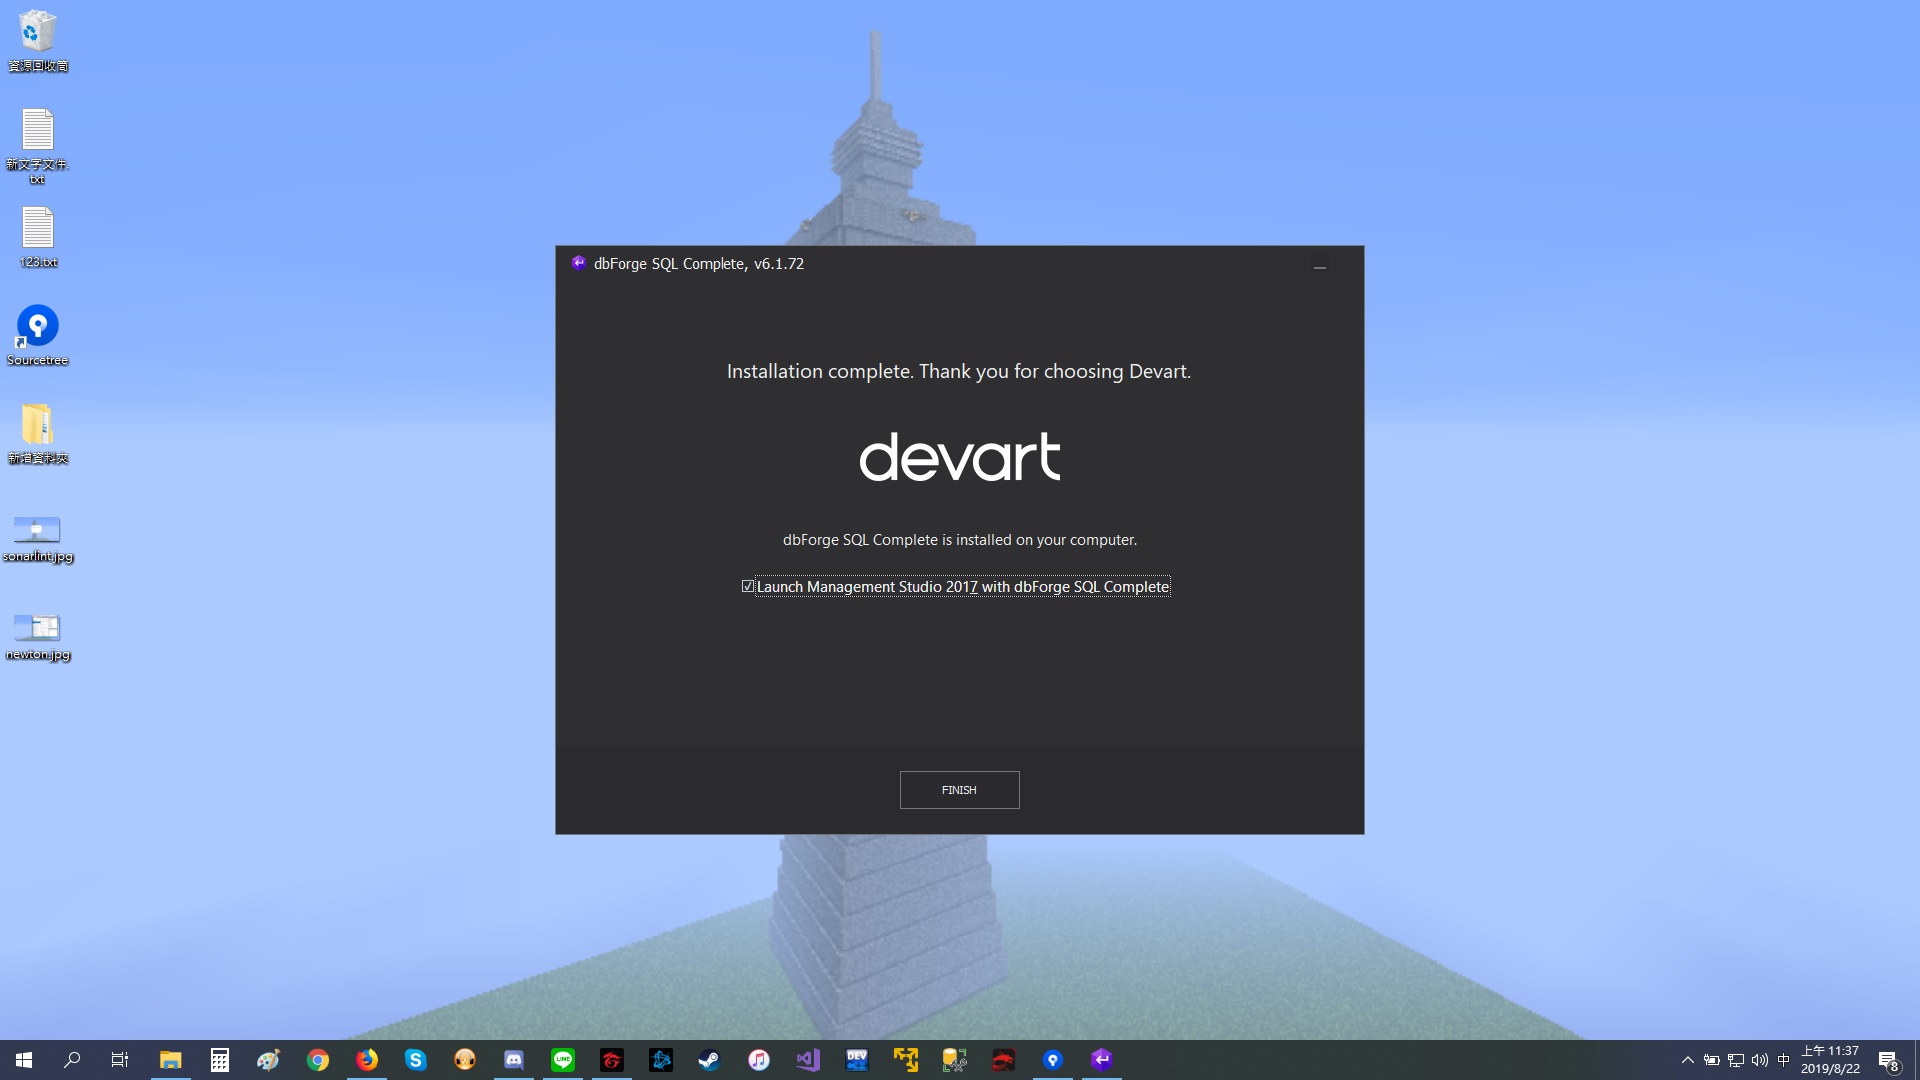 資源回收筒
新文字文件.
txt
123.txt
Sourcetree
新增資料夾
sonarlint.jpg
newton.jpg
dbForge SQL Complete, v6.1.72
Installation complete. Thank you for choosing Devart.
devart
dbForge SQL Complete is installed on your computer.
Launch Management Studio 2017 with dbForge SQL Complete
FINISH
LINE
DEV
C++
中
上午 11:37
2019/8/22
8